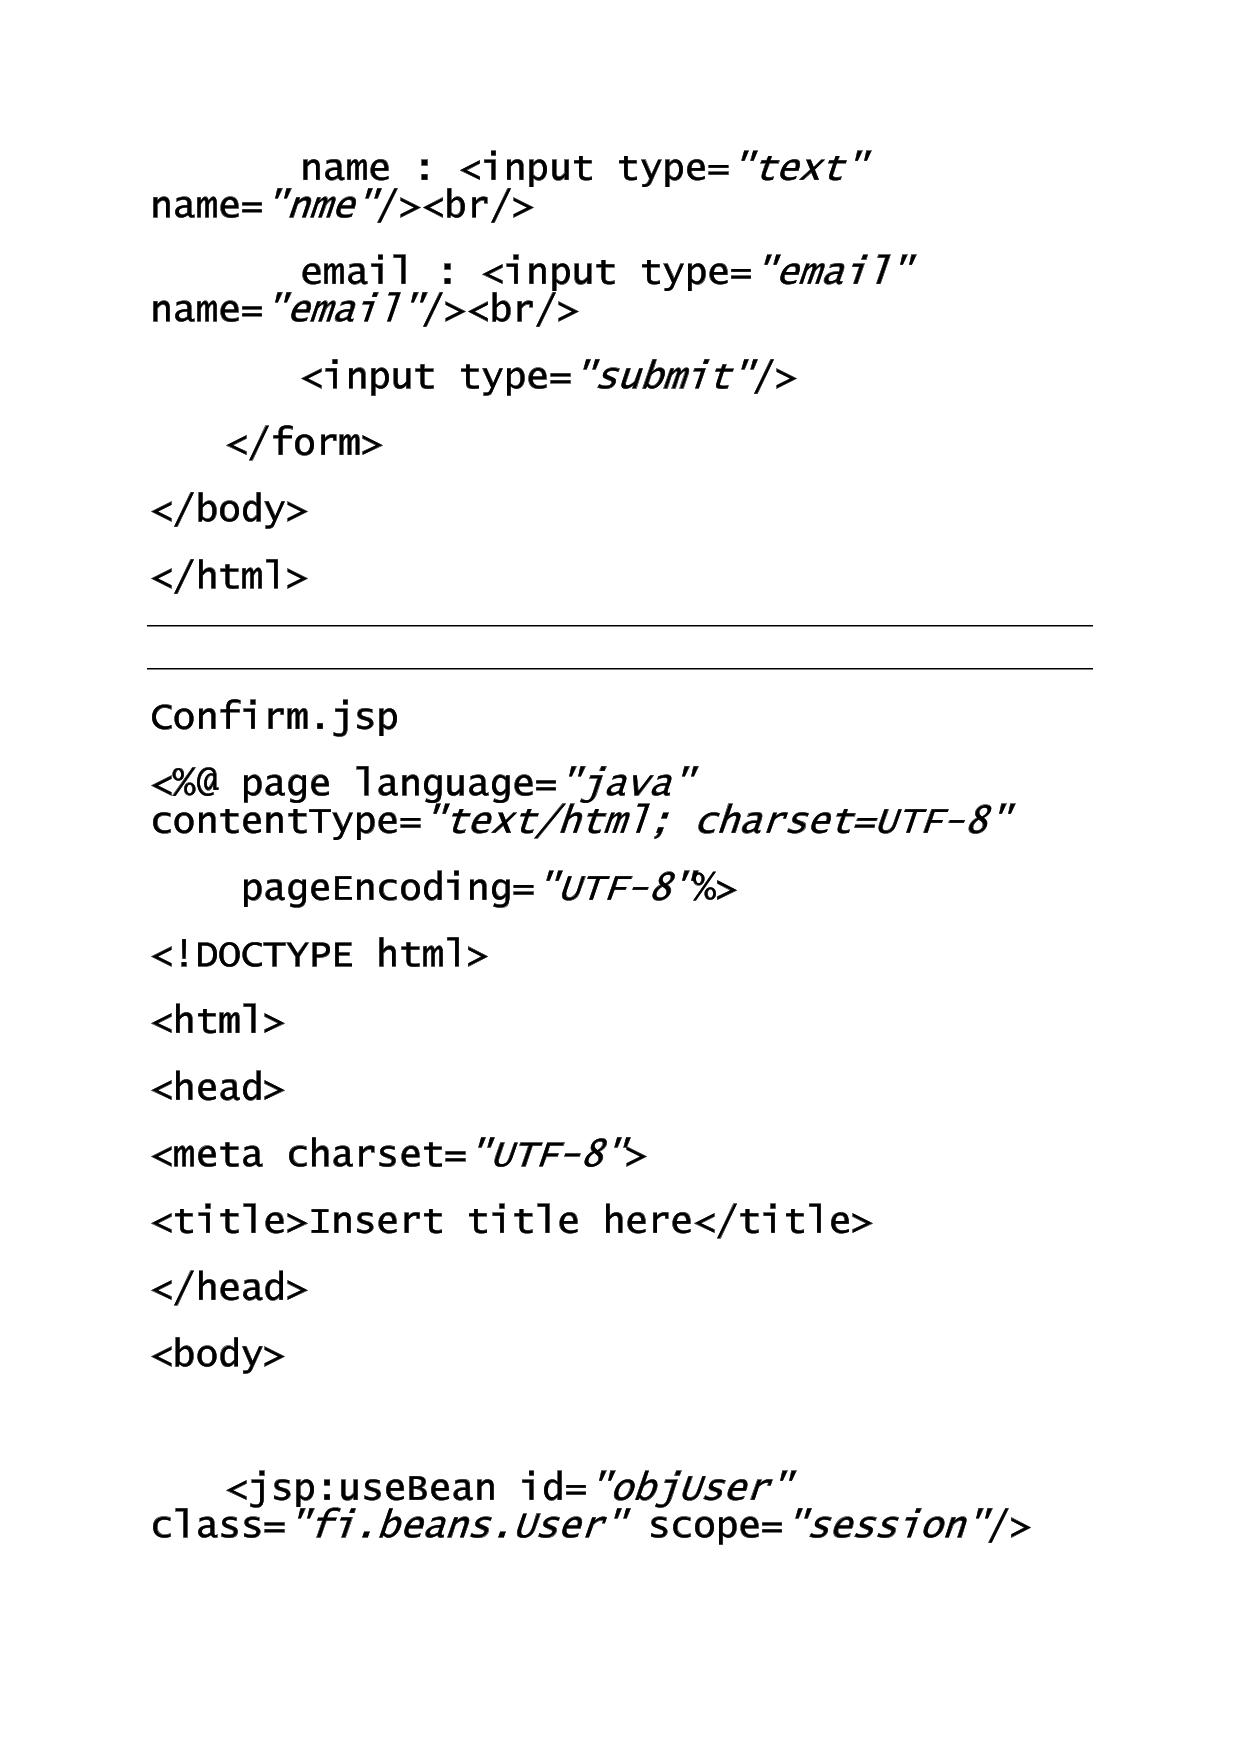 name : <input type="text"
name="nme"/><br/>
email : <input type="email"
name="email"/><br/>
<input type="submit"/>
</form>
</body>
</html>
Confirm.jsp
<%@ page language="java"
contentType="text/html; charset=UTF-8"
pageEncoding="UTF-8"%>
<!DOCTYPE html>
<html>
<head>
<meta charset="UTF-8">
<title>Insert title here</title>
</head>
<body>
<jsp:useBean id="objUser"
class="fi.beans.User" scope="session"/>